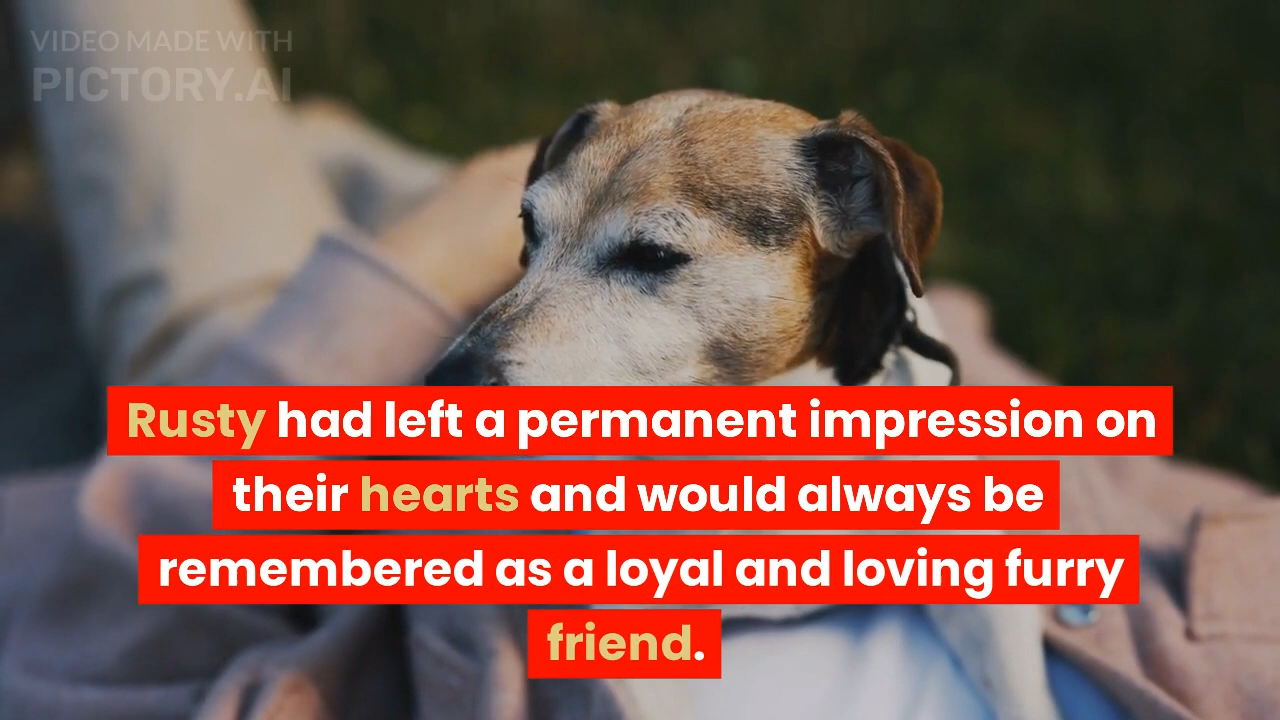 VIDEO MADE WITH
PICTORY.AI
Rusty had left a permanent impression on
their hearts and would always be
remembered as a loyal and loving furry
friend.